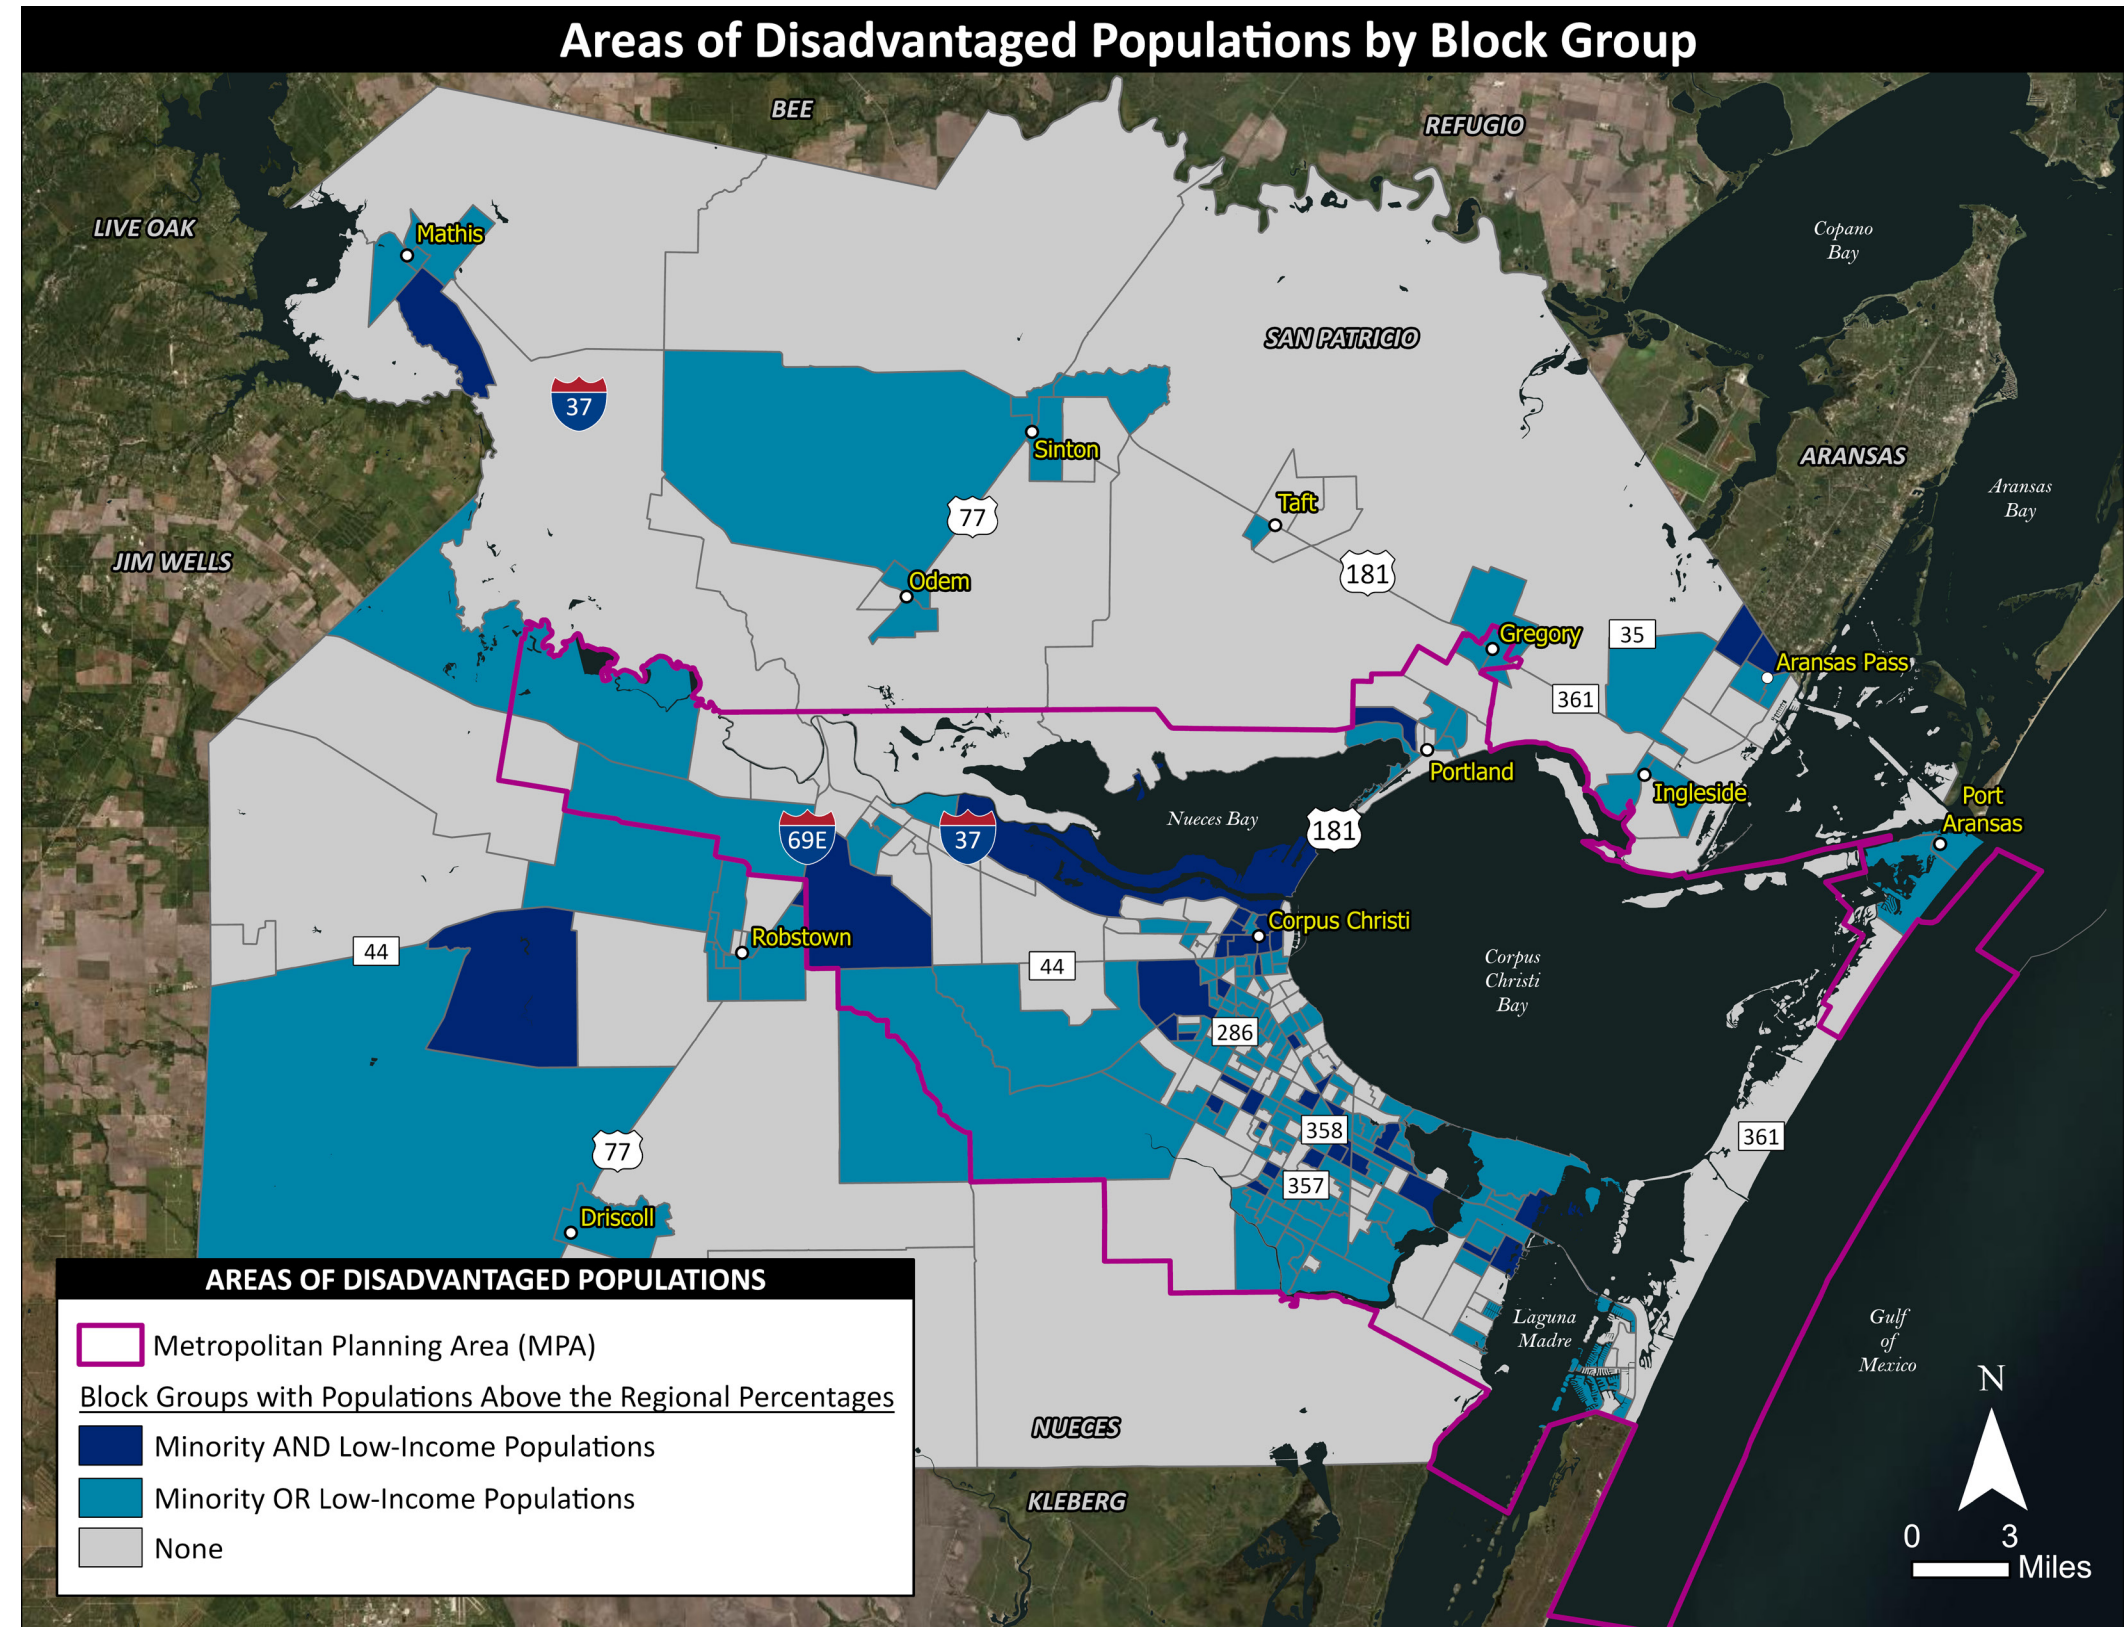 Areas of Disadvantaged Populations by Block Group
BEE
REFUGIO
LIVE OAK
Mathis
Copano
Bay
SAN PATRICIO
37
Sinton
ARANSAS
Aransas
Bay
Taft
77
JIM WELLS
181
Odem
Gregory
35
Aransas Pass
361
Portland
Ingleside
Port
Aransas
Nueces Bay
181
69E
37
Corpus Christi
Robstown
44
44
Corpus
Christi
Bay
286
358
361
77
357
Driscoll
Laguna
Madre
Gulf
of
Mexico
NUECES
KLEBERG
AREAS OF DISADVANTAGED POPULATIONS
Metropolitan Planning Area (MPA)
Block Groups with Populations Above the Regional Percentages
Minority AND Low-Income Populations
Minority OR Low-Income Populations
None
N
0 3
Miles